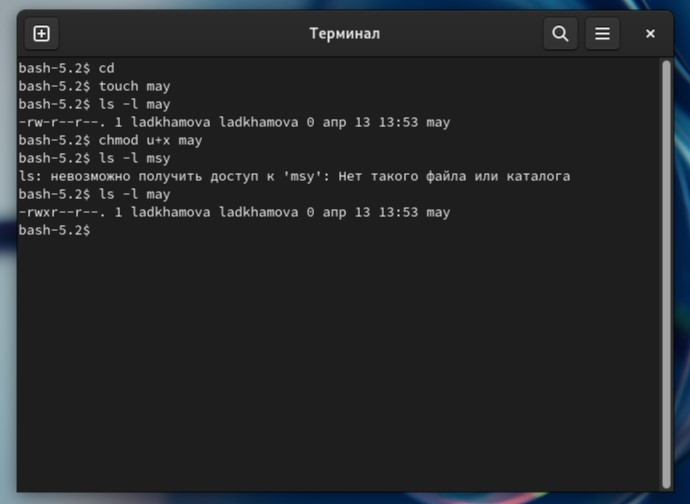 Терминал
bash-5.2$ cd
bash-5.2$ touch may
bash-5.2$ ls -l may
-rw-r--r--. 1 ladkhamova ladkhamova 0 апр 13 13:53 may
bash-5.2$ chmod u+x may
bash-5.2$ ls -l msy
ls: невозможно получить доступ к 'msy': Нет такого файла или каталога
bash-5.2$ ls -l may
-rwxr--r--. 1 ladkhamova ladkhamova 0 апр 13 13:53 may
bash-5.2$